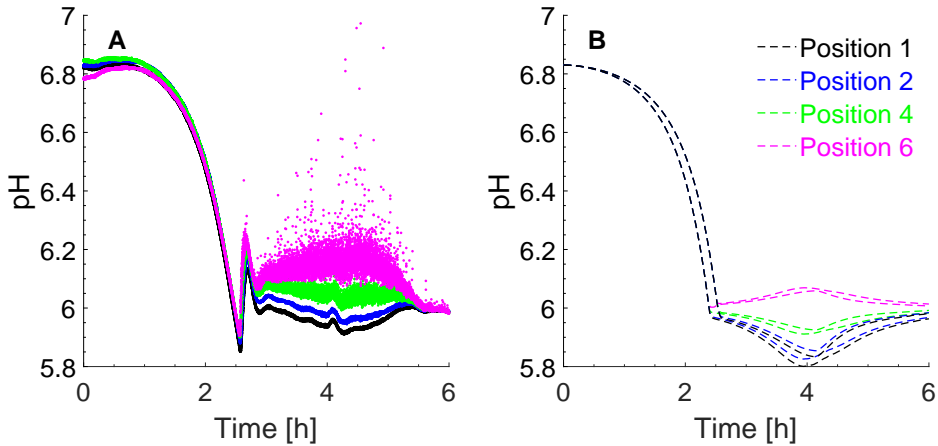 A
pH
7
6.8
6.6
6.4
6.2
6
5.8
0 2 4 6
Time [h]
B
pH
7
6.8
6.6
6.4
6.2
6
5.8
0 2 4 6
Time [h]
Position 1
Position 2
Position 4
Position 6